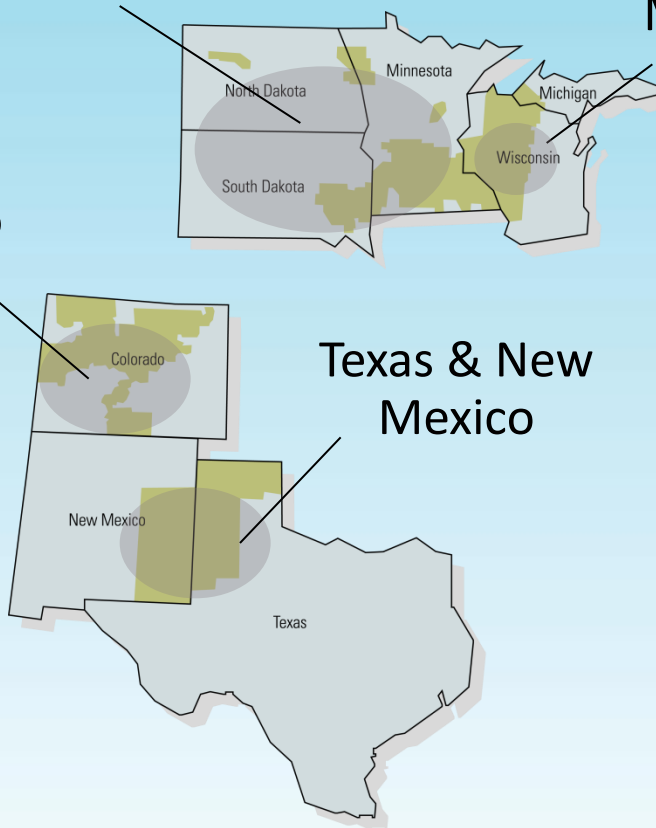 Minnesota
North Dakota
Michigan
Wisconsin
South Dakota
Colorado
Texas & New
Mexico
New Mexico
Texas